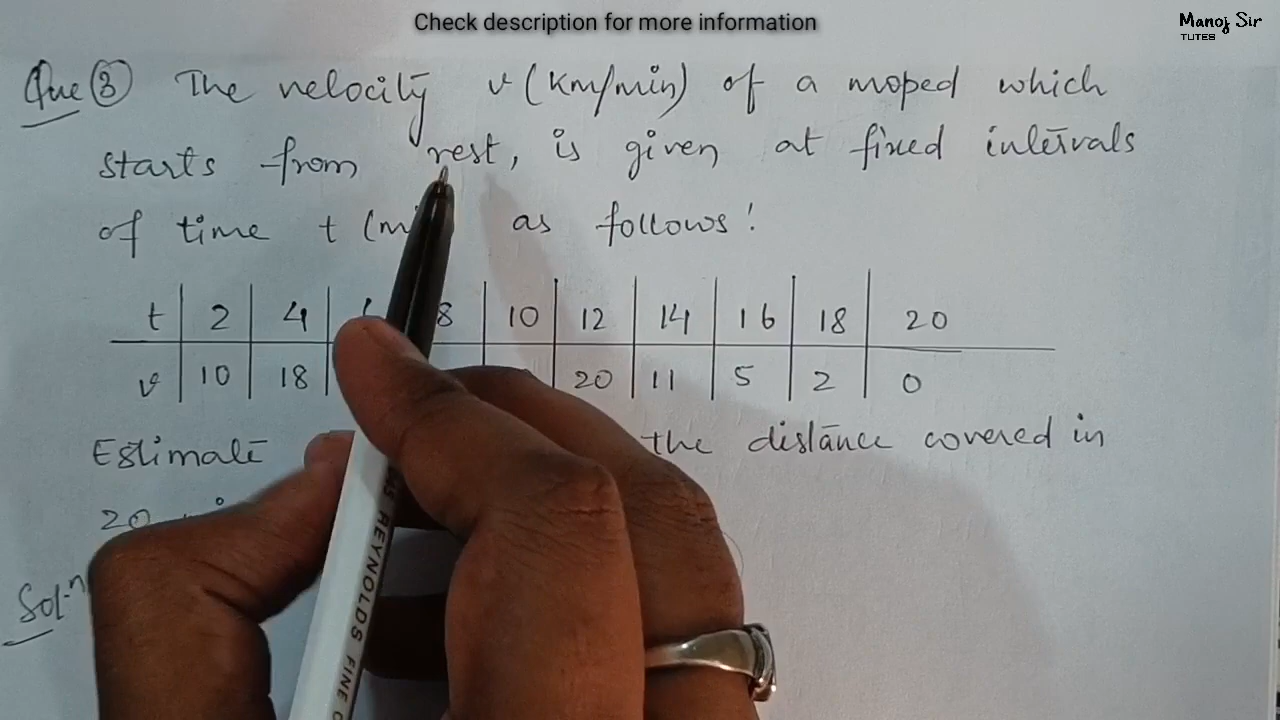 Check description for more information
Manoj Sir
TUTES
Que 3 The velocity v (Km/min) of a moped which
starts from rest, is given at fixed intervals
of time t as follows:
t 2 4 8 10 12 14 16 18 20
v 10 18 20 11 5 2 0
Estimate the distance covered in
20
Sol.n